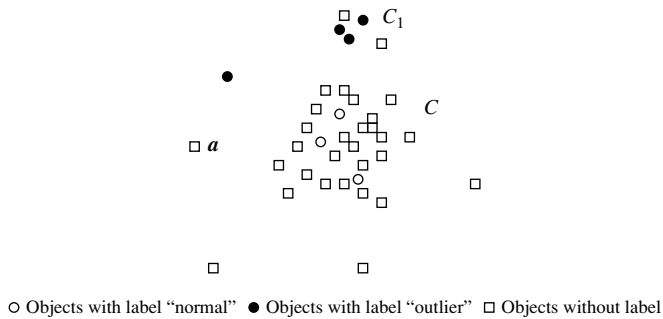 C₁
C
a
Objects with label “normal” Objects with label “outlier” Objects without label